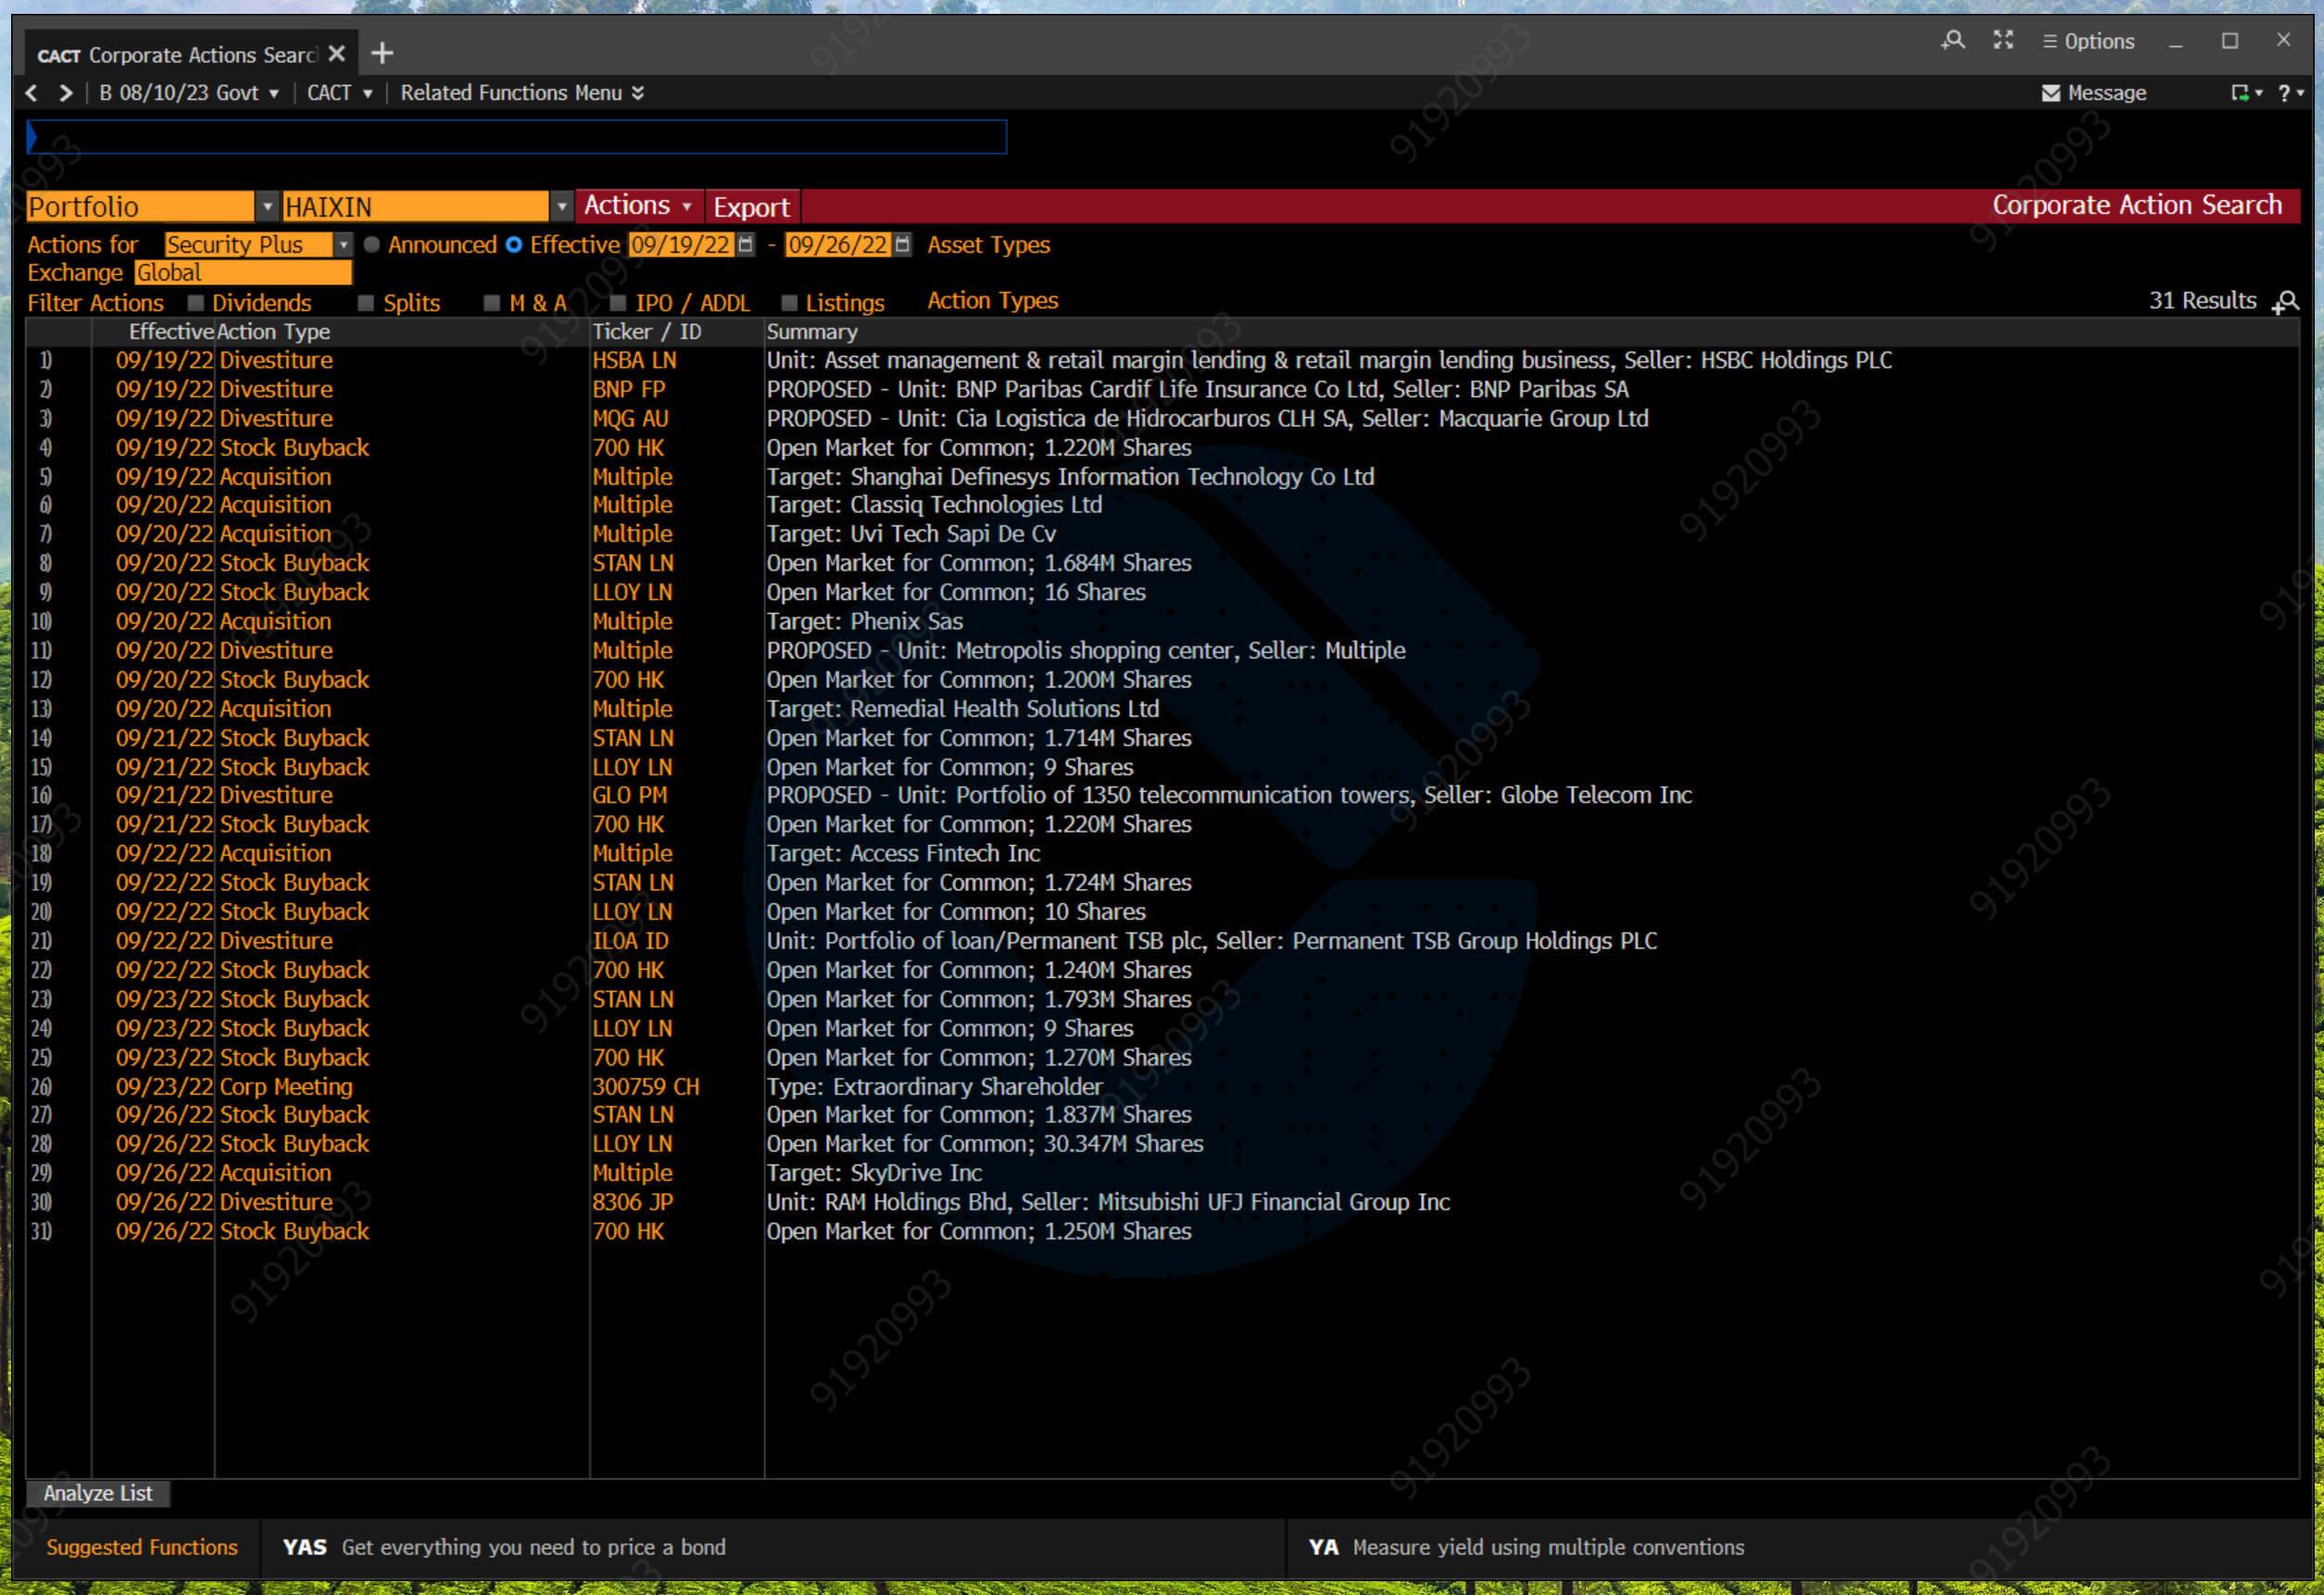 CACT Corporate Actions Searc
Options
B 08/10/23 Govt CACT Related Functions Menu Message ?
Portfolio HAIXIN Actions Export Corporate Action Search
Actions for Security Plus Announced Effective 09/19/22 - 09/26/22 Asset Types
Exchange Global
Filter Actions Dividends Splits M & A IPO / ADDL Listings Action Types 31 Results
Effective Action Type Ticker / ID Summary
1) 09/19/22 Divestiture HSBA LN Unit: Asset management & retail margin lending & retail margin lending business, Seller: HSBC Holdings PLC
2) 09/19/22 Divestiture BNP FP PROPOSED - Unit: BNP Paribas Cardif Life Insurance Co Ltd, Seller: BNP Paribas SA
3) 09/19/22 Divestiture MQG AU PROPOSED - Unit: Cia Logistica de Hidrocarburos CLH SA, Seller: Macquarie Group Ltd
4) 09/19/22 Stock Buyback 700 HK Open Market for Common; 1.220M Shares
5) 09/19/22 Acquisition Multiple Target: Shanghai Definesys Information Technology Co Ltd
6) 09/20/22 Acquisition Multiple Target: Classiq Technologies Ltd
7) 09/20/22 Acquisition Multiple Target: Uvi Tech Sapi De Cv
8) 09/20/22 Stock Buyback STAN LN Open Market for Common; 1.684M Shares
9) 09/20/22 Stock Buyback LLOY LN Open Market for Common; 16 Shares
10) 09/20/22 Acquisition Multiple Target: Phenix Sas
11) 09/20/22 Divestiture Multiple PROPOSED - Unit: Metropolis shopping center, Seller: Multiple
12) 09/20/22 Stock Buyback 700 HK Open Market for Common; 1.200M Shares
13) 09/20/22 Acquisition Multiple Target: Remedial Health Solutions Ltd
14) 09/21/22 Stock Buyback STAN LN Open Market for Common; 1.714M Shares
15) 09/21/22 Stock Buyback LLOY LN Open Market for Common; 9 Shares
16) 09/21/22 Divestiture GLO PM PROPOSED - Unit: Portfolio of 1350 telecommunication towers, Seller: Globe Telecom Inc
17) 09/21/22 Stock Buyback 700 HK Open Market for Common; 1.220M Shares
18) 09/22/22 Acquisition Multiple Target: Access Fintech Inc
19) 09/22/22 Stock Buyback STAN LN Open Market for Common; 1.724M Shares
20) 09/22/22 Stock Buyback LLOY LN Open Market for Common; 10 Shares
21) 09/22/22 Divestiture IL0A ID Unit: Portfolio of loan/Permanent TSB plc, Seller: Permanent TSB Group Holdings PLC
22) 09/22/22 Stock Buyback 700 HK Open Market for Common; 1.240M Shares
23) 09/23/22 Stock Buyback STAN LN Open Market for Common; 1.793M Shares
24) 09/23/22 Stock Buyback LLOY LN Open Market for Common; 9 Shares
25) 09/23/22 Stock Buyback 700 HK Open Market for Common; 1.270M Shares
26) 09/23/22 Corp Meeting 300759 CH Type: Extraordinary Shareholder
27) 09/26/22 Stock Buyback STAN LN Open Market for Common; 1.837M Shares
28) 09/26/22 Stock Buyback LLOY LN Open Market for Common; 30.347M Shares
29) 09/26/22 Acquisition Multiple Target: SkyDrive Inc
30) 09/26/22 Divestiture 8306 JP Unit: RAM Holdings Bhd, Seller: Mitsubishi UFJ Financial Group Inc
31) 09/26/22 Stock Buyback 700 HK Open Market for Common; 1.250M Shares
Analyze List
Suggested Functions YAS Get everything you need to price a bond YA Measure yield using multiple conventions
91920993